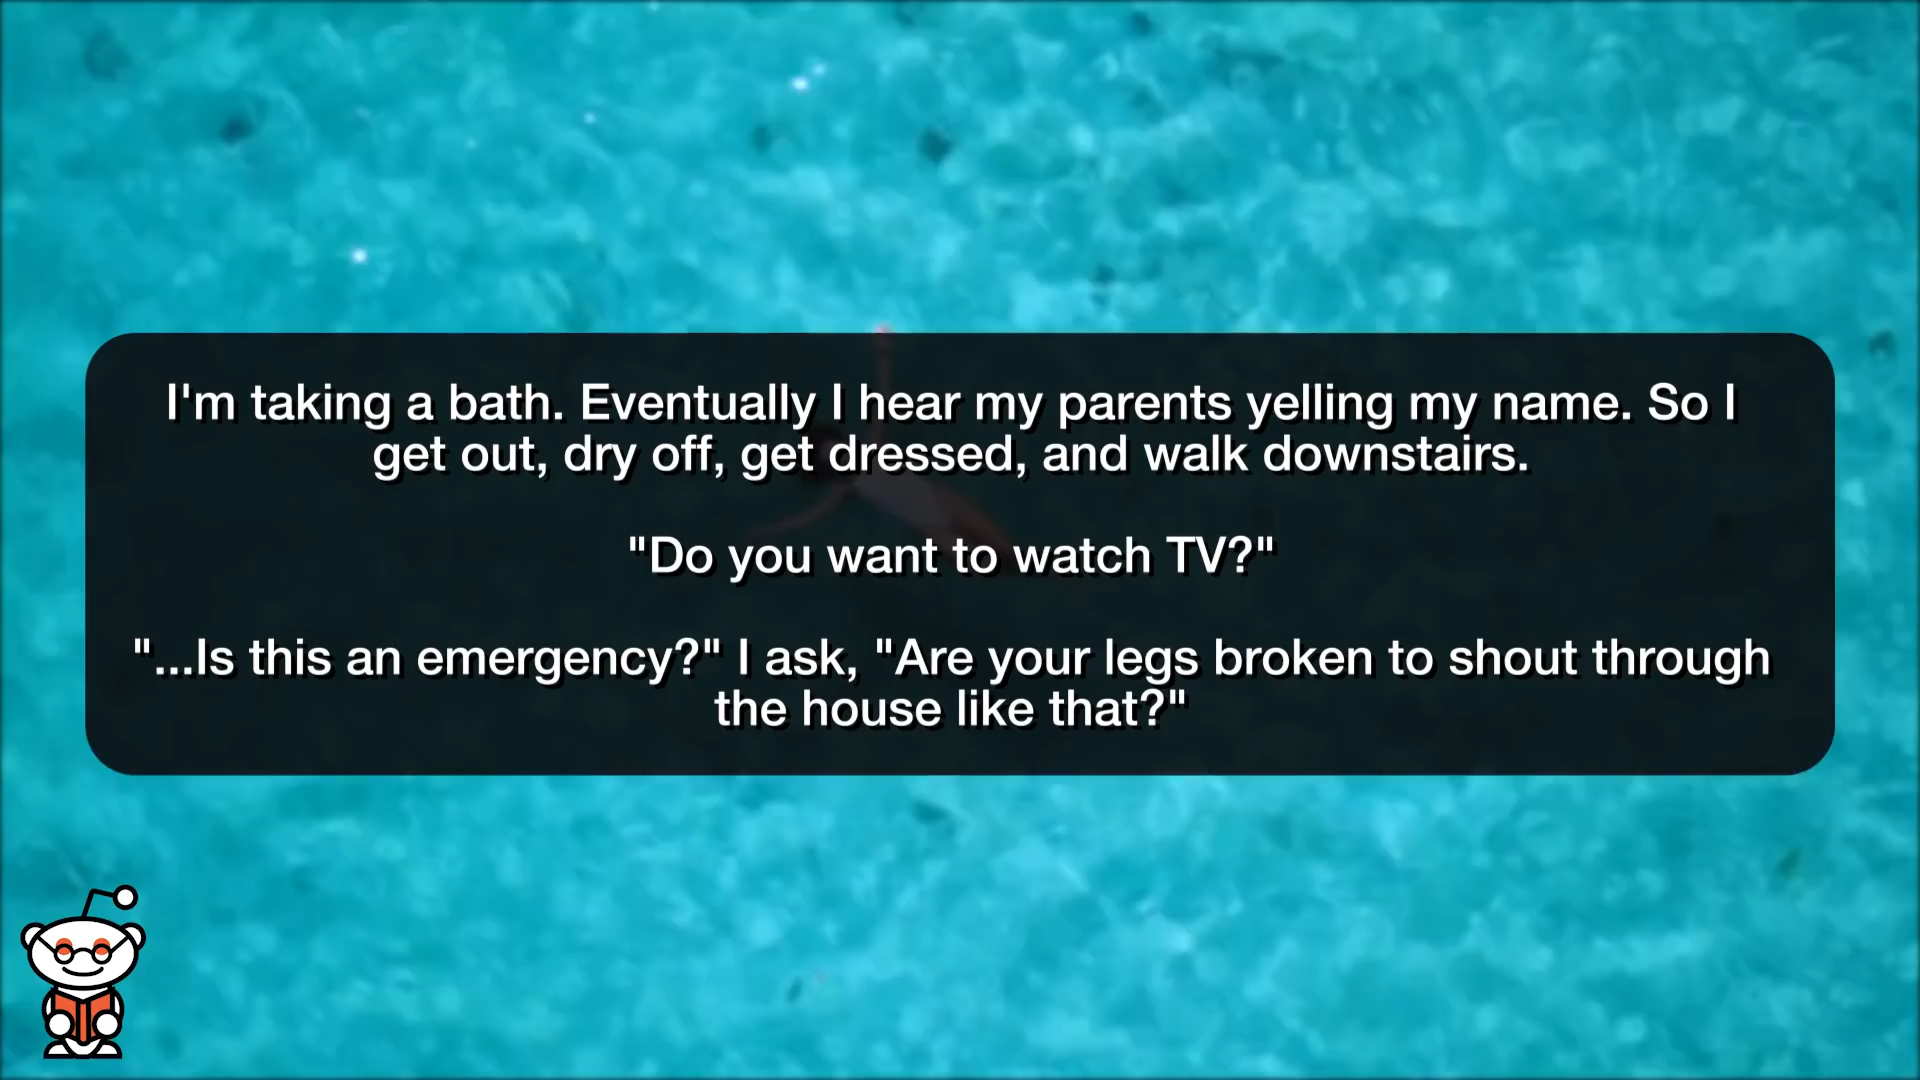 I'm taking a bath. Eventually I hear my parents yelling my name. So I
get out, dry off, get dressed, and walk downstairs.
"Do you want to watch TV?"
"...Is this an emergency?" I ask, "Are your legs broken to shout through
the house like that?"